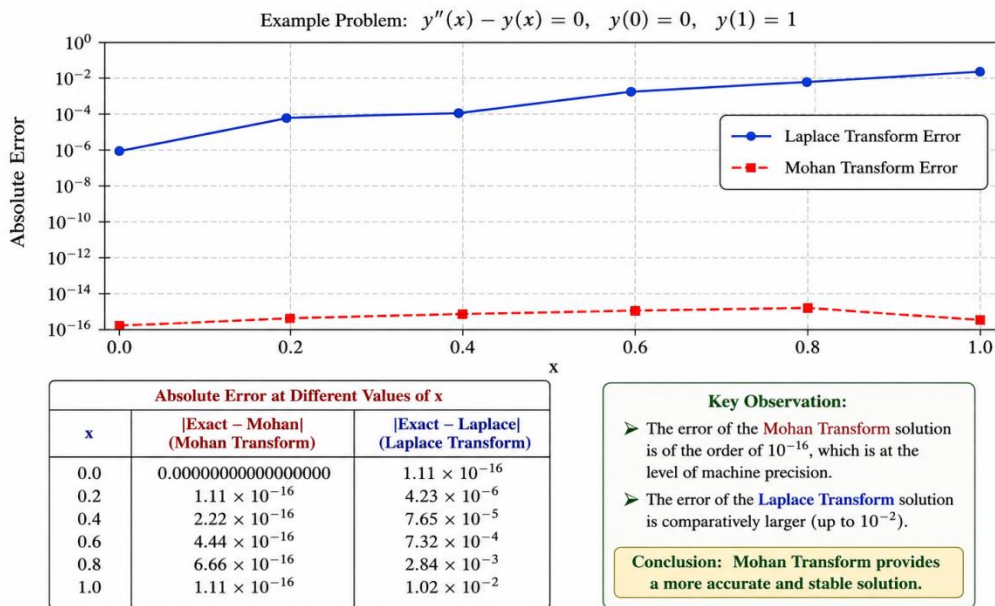 Example Problem: y″(x) − y(x) = 0, y(0) = 0, y(1) = 1
Absolute Error
10⁰
10⁻²
10⁻⁴
10⁻⁶
10⁻⁸
10⁻¹⁰
10⁻¹²
10⁻¹⁴
10⁻¹⁶
Laplace Transform Error
Mohan Transform Error
0.0 0.2 0.4 0.6 0.8 1.0
x
Absolute Error at Different Values of x
x |Exact – Mohan| |Exact – Laplace|
(Mohan Transform) (Laplace Transform)
0.0 0.00000000000000000 1.11 × 10⁻¹⁶
0.2 1.11 × 10⁻¹⁶ 4.23 × 10⁻⁶
0.4 2.22 × 10⁻¹⁶ 7.65 × 10⁻⁵
0.6 4.44 × 10⁻¹⁶ 7.32 × 10⁻⁴
0.8 6.66 × 10⁻¹⁶ 2.84 × 10⁻³
1.0 1.11 × 10⁻¹⁶ 1.02 × 10⁻²
Key Observation:
➢ The error of the Mohan Transform solution
is of the order of 10⁻¹⁶, which is at the
level of machine precision.
➢ The error of the Laplace Transform solution
is comparatively larger (up to 10⁻²).
Conclusion: Mohan Transform provides
a more accurate and stable solution.